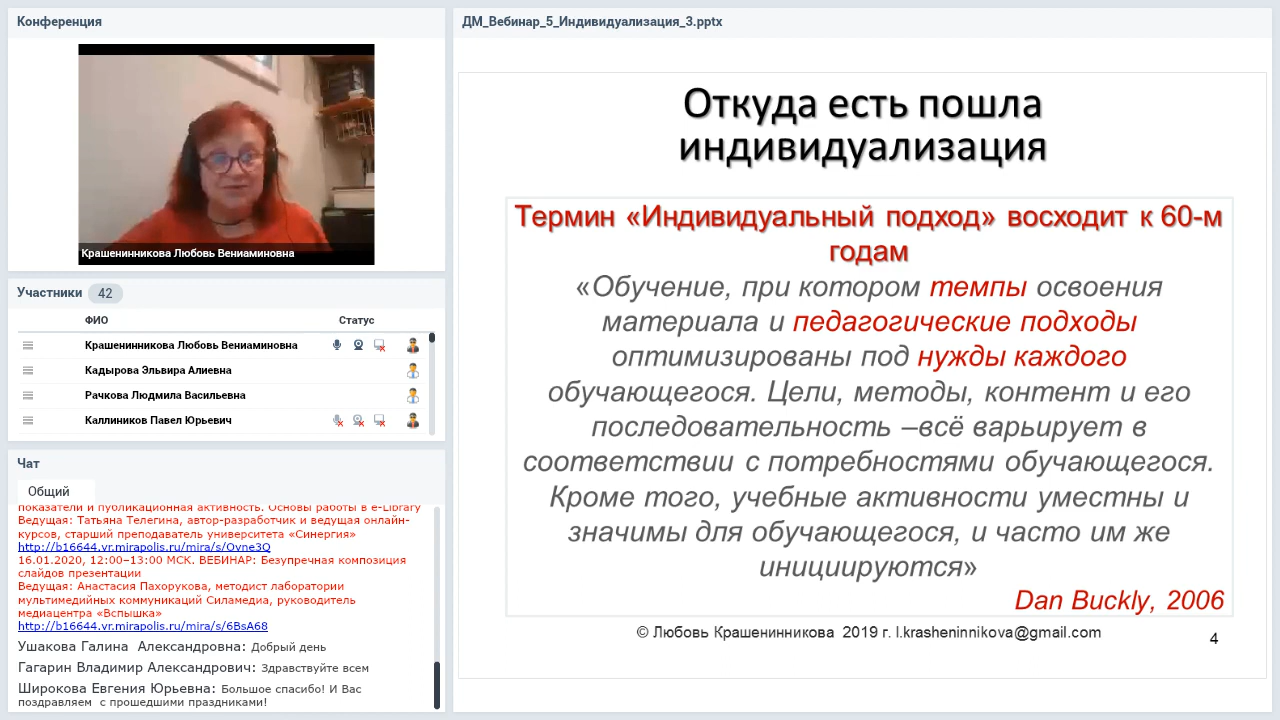 Конференция
Крашенинникова Любовь Вениаминовна
Участники 42
ФИО Статус
Крашенинникова Любовь Вениаминовна
Кадырова Эльвира Алиевна
Рачкова Людмила Васильевна
Каллиников Павел Юрьевич
Чат
Общий
показатели и публикационная активность. Основы работы в e-Library
Ведущая: Татьяна Телегина, автор-разработчик и ведущая онлайн-
курсов, старший преподаватель университета «Синергия»
http://b16644.vr.mirapolis.ru/mira/s/Ovne3Q
16.01.2020, 12:00–13:00 МСК. ВЕБИНАР: Безупречная композиция
слайдов презентации
Ведущая: Анастасия Пахорукова, методист лаборатории
мультимедийных коммуникаций Силамедиа, руководитель
медиацентра «Вспышка»
http://b16644.vr.mirapolis.ru/mira/s/6BsA68
Ушакова Галина Александровна: Добрый день
Гагарин Владимир Александрович: Здравствуйте всем
Широкова Евгения Юрьевна: Большое спасибо! И Вас
поздравляем с прошедшими праздниками!
ДМ_Вебинар_5_Индивидуализация_3.pptx
Откуда есть пошла
индивидуализация
Термин «Индивидуальный подход» восходит к 60-м
годам
«Обучение, при котором темпы освоения
материала и педагогические подходы
оптимизированы под нужды каждого
обучающегося. Цели, методы, контент и его
последовательность –всё варьирует в
соответствии с потребностями обучающегося.
Кроме того, учебные активности уместны и
значимы для обучающегося, и часто им же
инициируются»
Dan Buckly, 2006
© Любовь Крашенинникова 2019 г. l.krasheninnikova@gmail.com
4